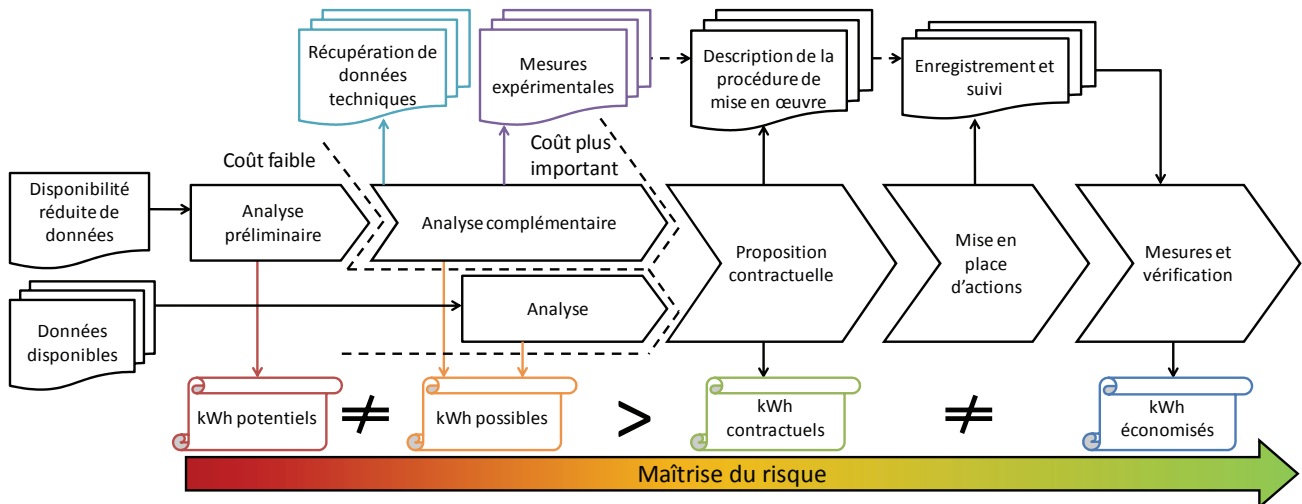 Récupération de
données
techniques
Mesures
expérimentales
Description de la
procédure de
mise en œuvre
Enregistrement et
suivi
Coût faible
Coût plus
important
Disponibilité
réduite de
données
Analyse
préliminaire
Analyse complémentaire
Proposition
contractuelle
Mise en
place
d’actions
Mesures et
vérification
Données
disponibles
Analyse
kWh potentiels
≠
kWh possibles
>
kWh
contractuels
≠
kWh
économisés
Maîtrise du risque